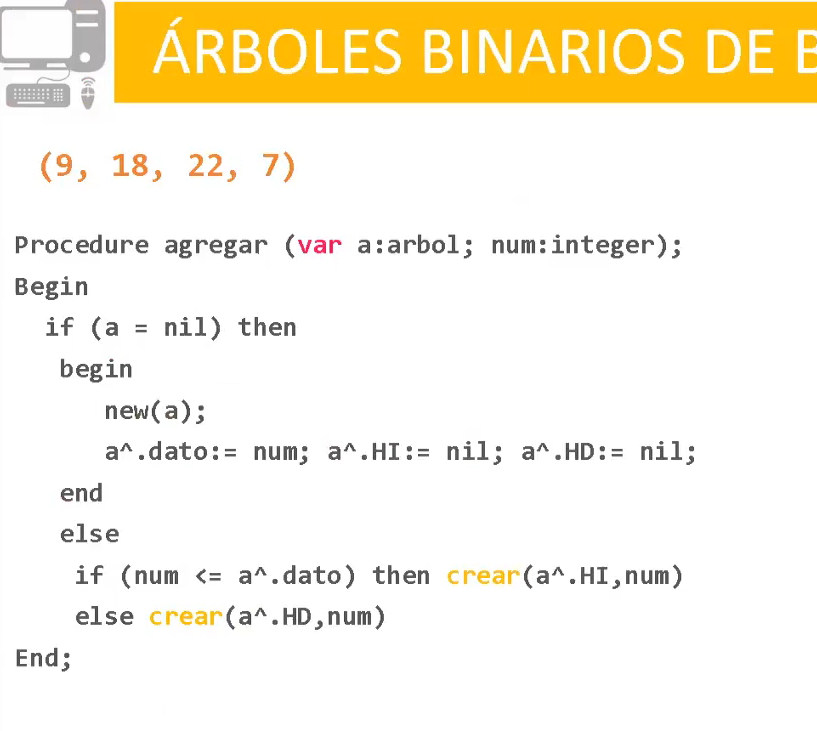 ÁRBOLES BINARIOS DE B
(9, 18, 22, 7)
Procedure agregar (var a:arbol; num:integer);
Begin
if (a = nil) then
begin
new(a);
a^.dato:= num; a^.HI:= nil; a^.HD:= nil;
end
else
if (num <= a^.dato) then crear(a^.HI,num)
else crear(a^.HD,num)
End;